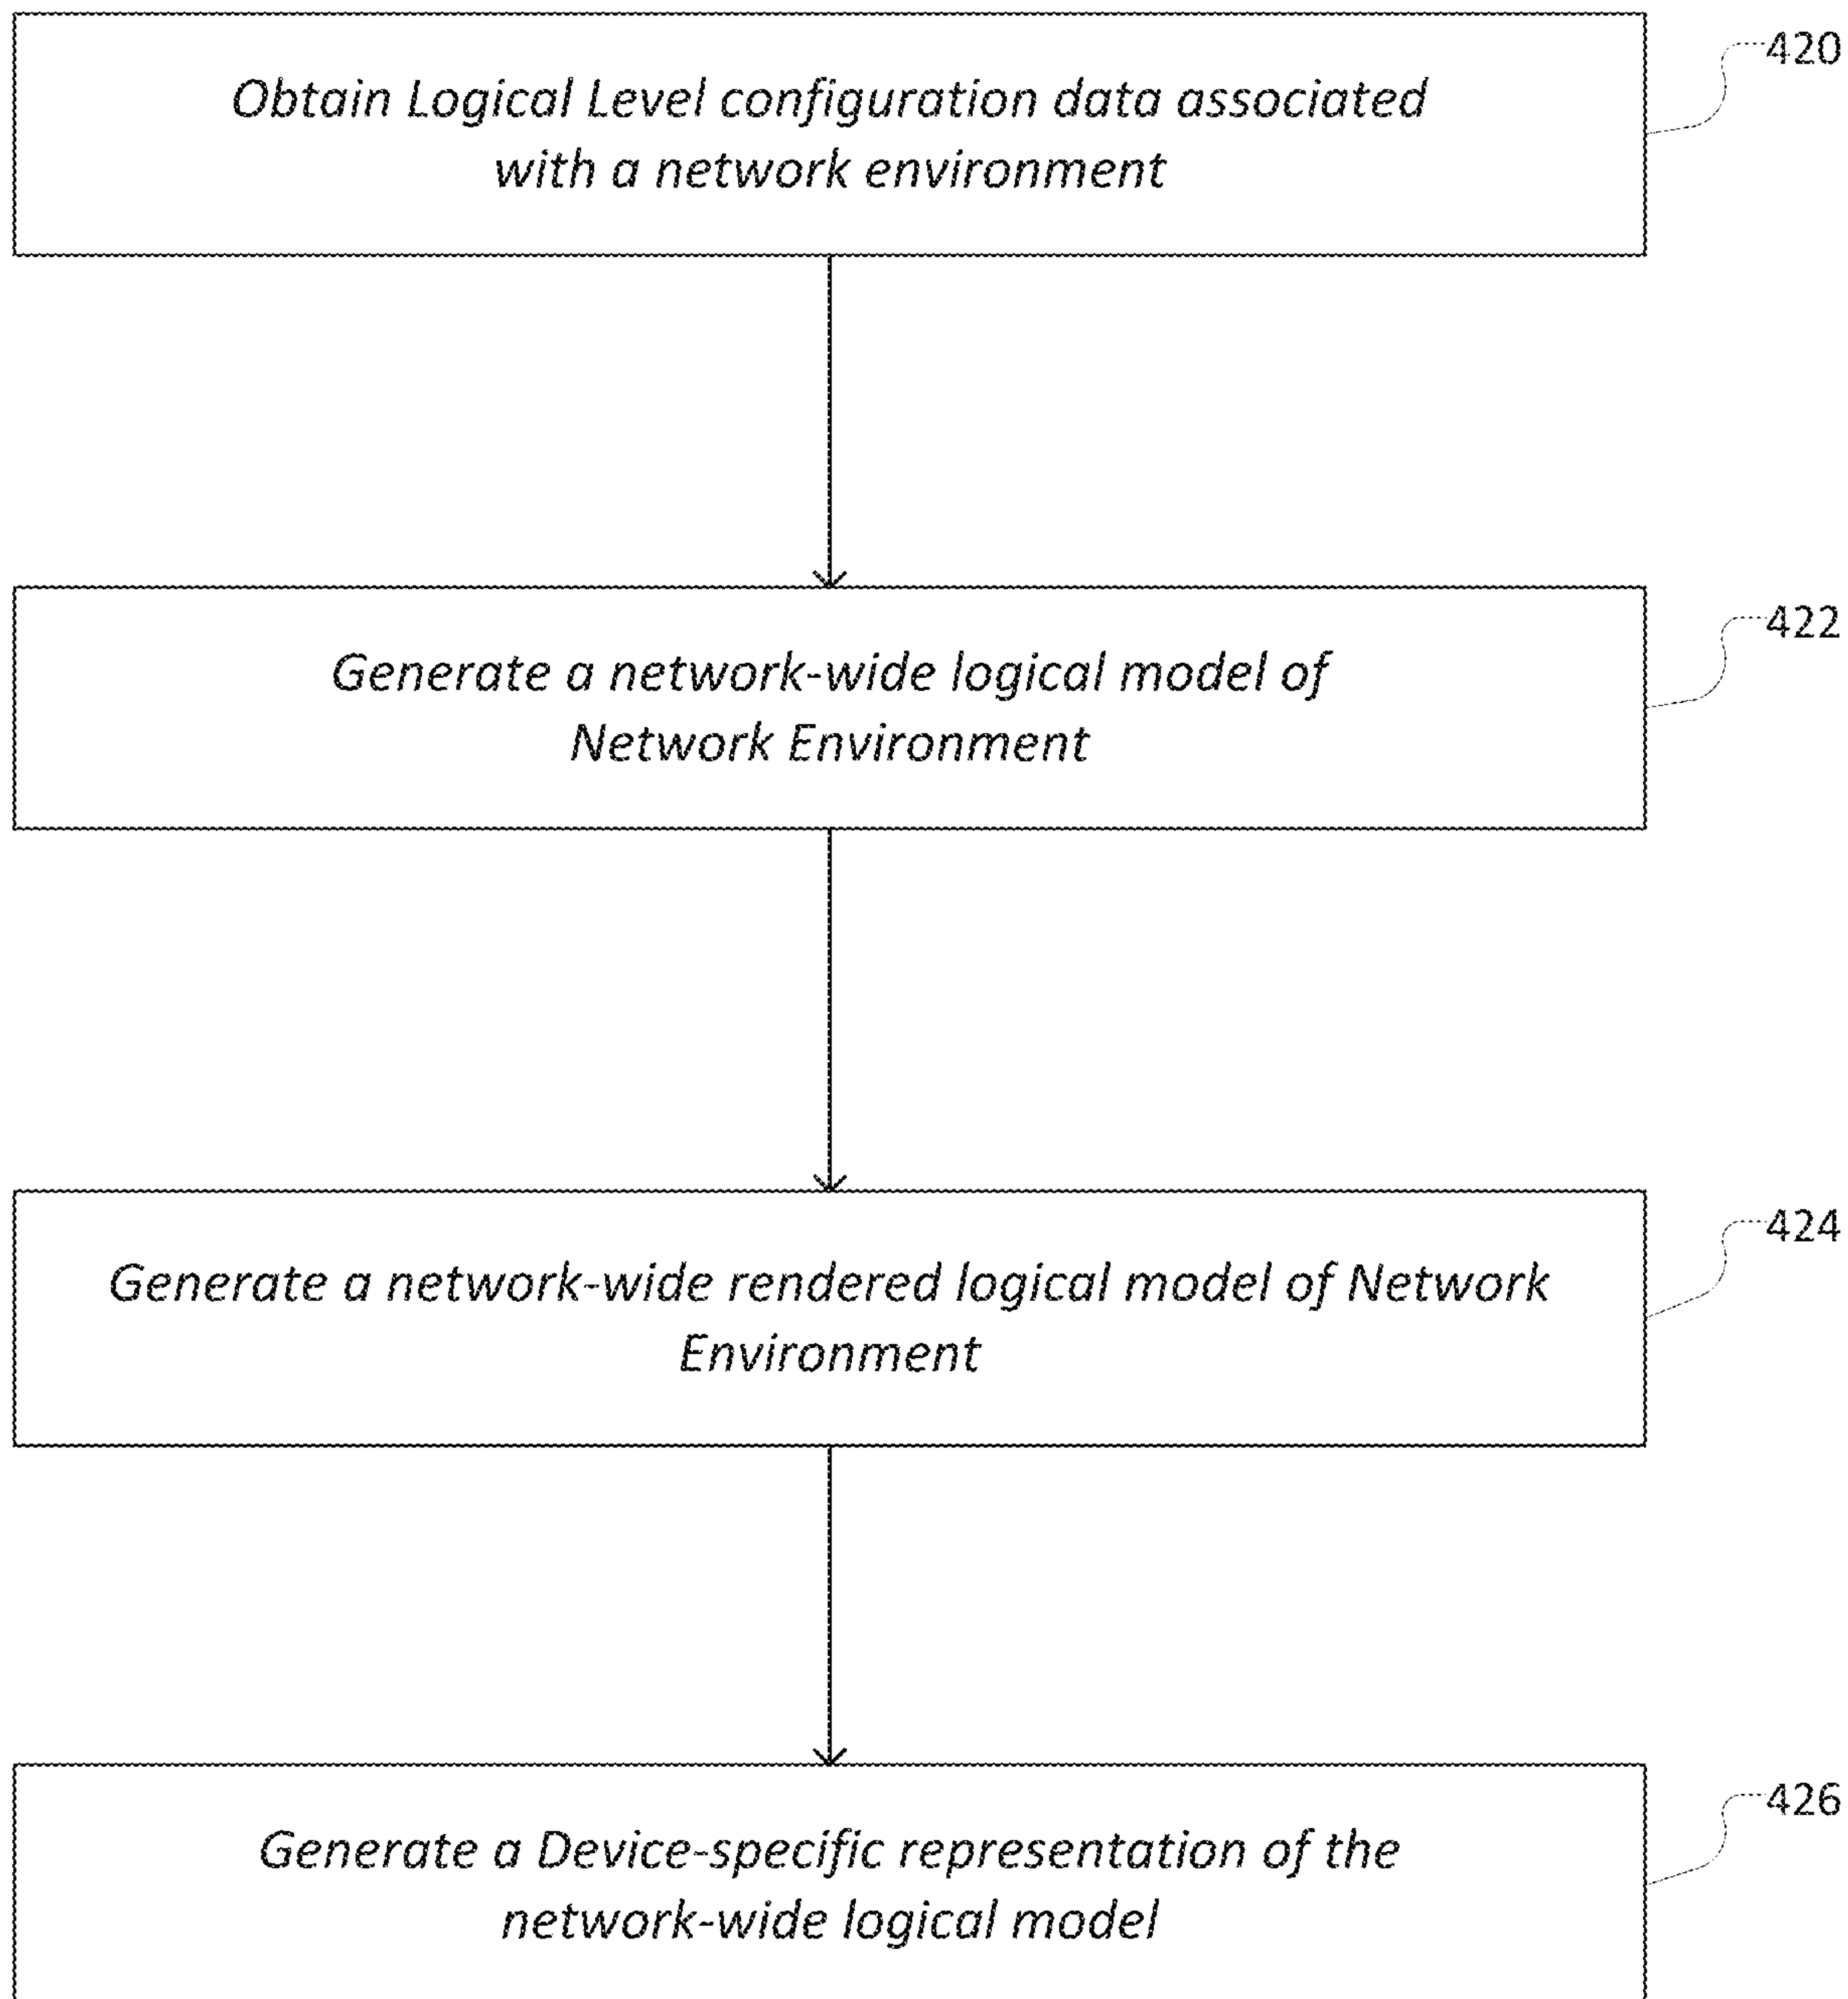 Obtain Logical Level configuration data associated
with a network environment
420
Generate a network-wide logical model of
Network Environment
422
Generate a network-wide rendered logical model of Network
Environment
424
Generate a Device-specific representation of the
network-wide logical model
426